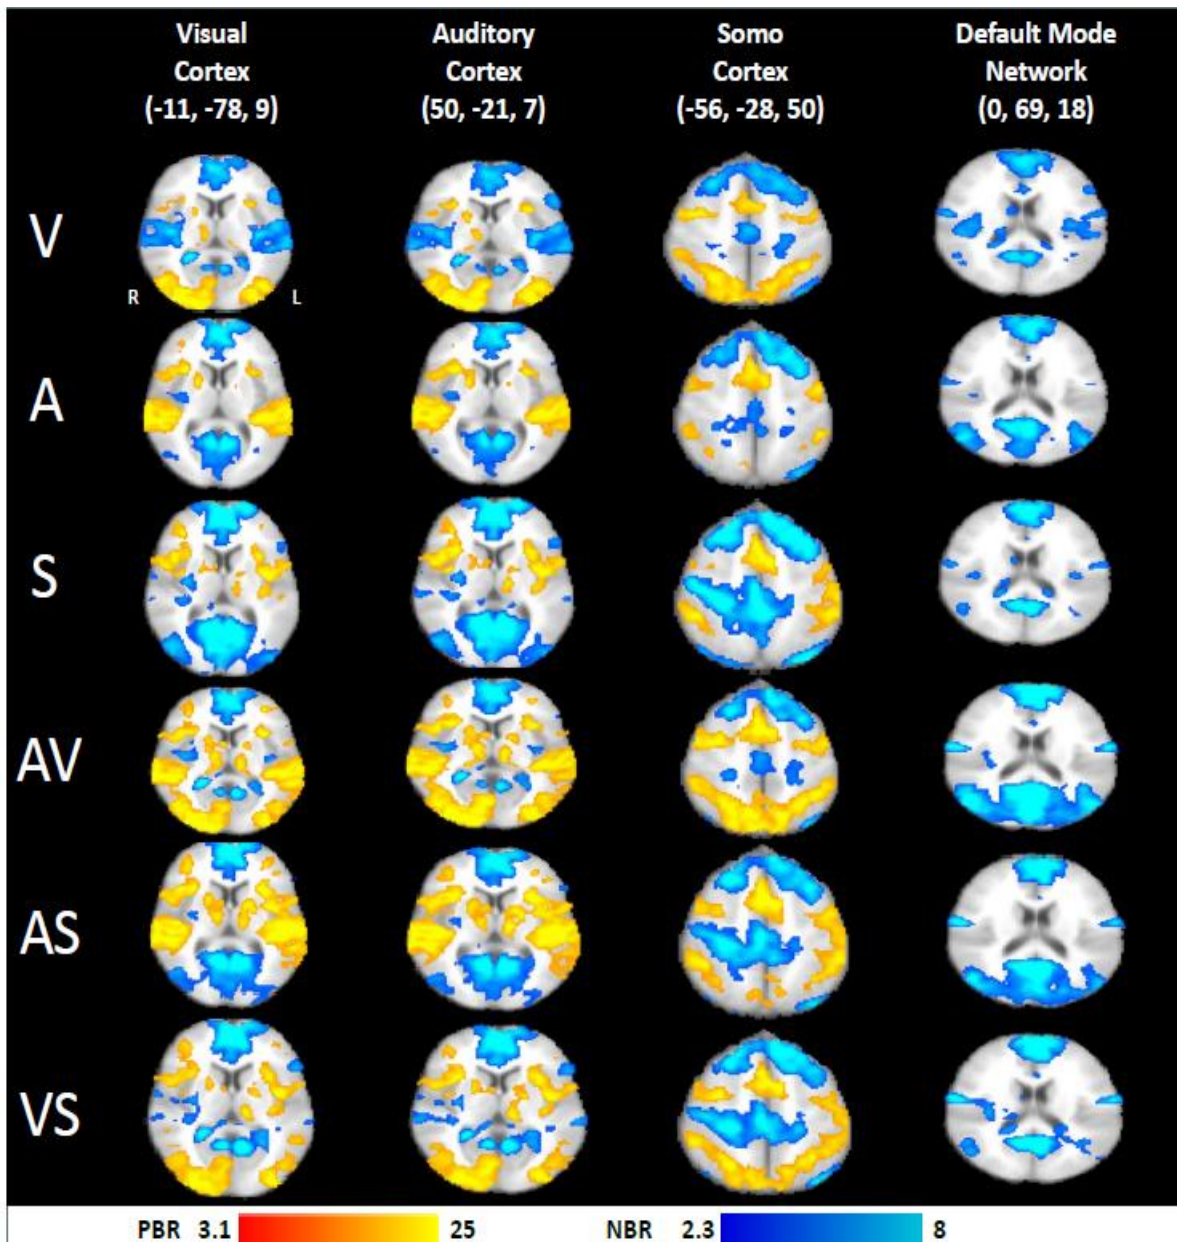 Visual Auditory Somo Default Mode
Cortex Cortex Cortex Network
(-11, -78, 9) (50, -21, 7) (-56, -28, 50) (0, 69, 18)
V
R L
A
S
AV
AS
VS
PBR 3.1 25 NBR 2.3 8